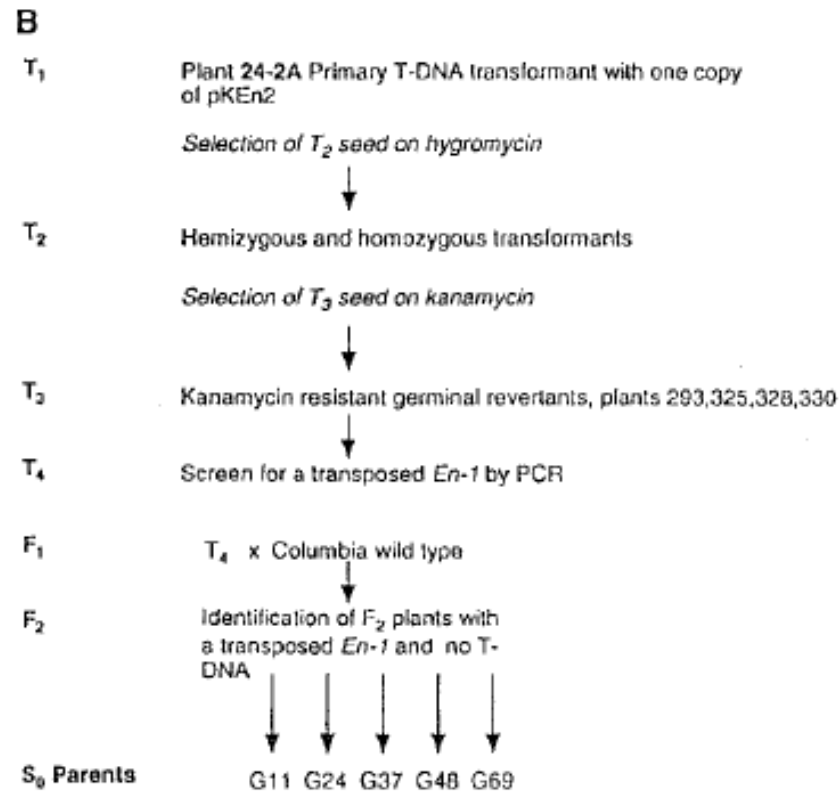 B
T1 Plant 24-2A Primary T-DNA transformant with one copy
of pKEn2
Selection of T2 seed on hygromycin
T2 Hemizygous and homozygous transformants
Selection of T3 seed on kanamycin
T3 Kanamycin resistant germinal revertants, plants 293,325,328,330
T4 Screen for a transposed En-1 by PCR
F1 T4 x Columbia wild type
F2 Identification of F2 plants with
a transposed En-1 and no T-
DNA
S0 Parents G11 G24 G37 G48 G69